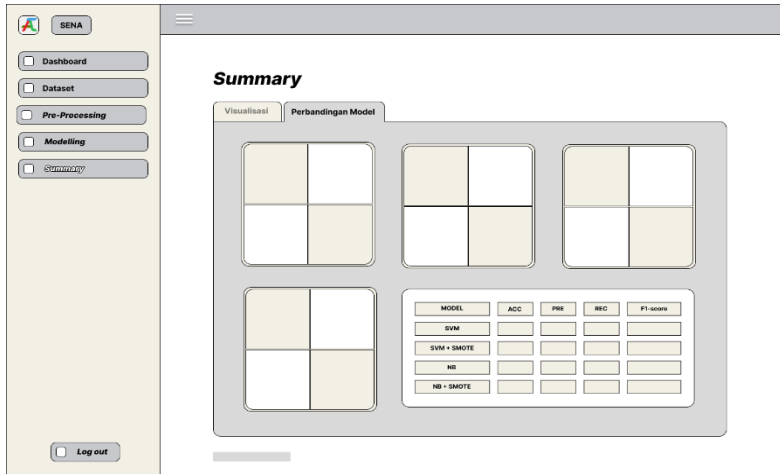 SENA
Dashboard
Dataset
Pre-Processing
Modelling
Summary
Log out
Summary
Visualisasi Perbandingan Model
MODEL ACC PRE REC F1-score
SVM
SVM + SMOTE
NB
NB + SMOTE